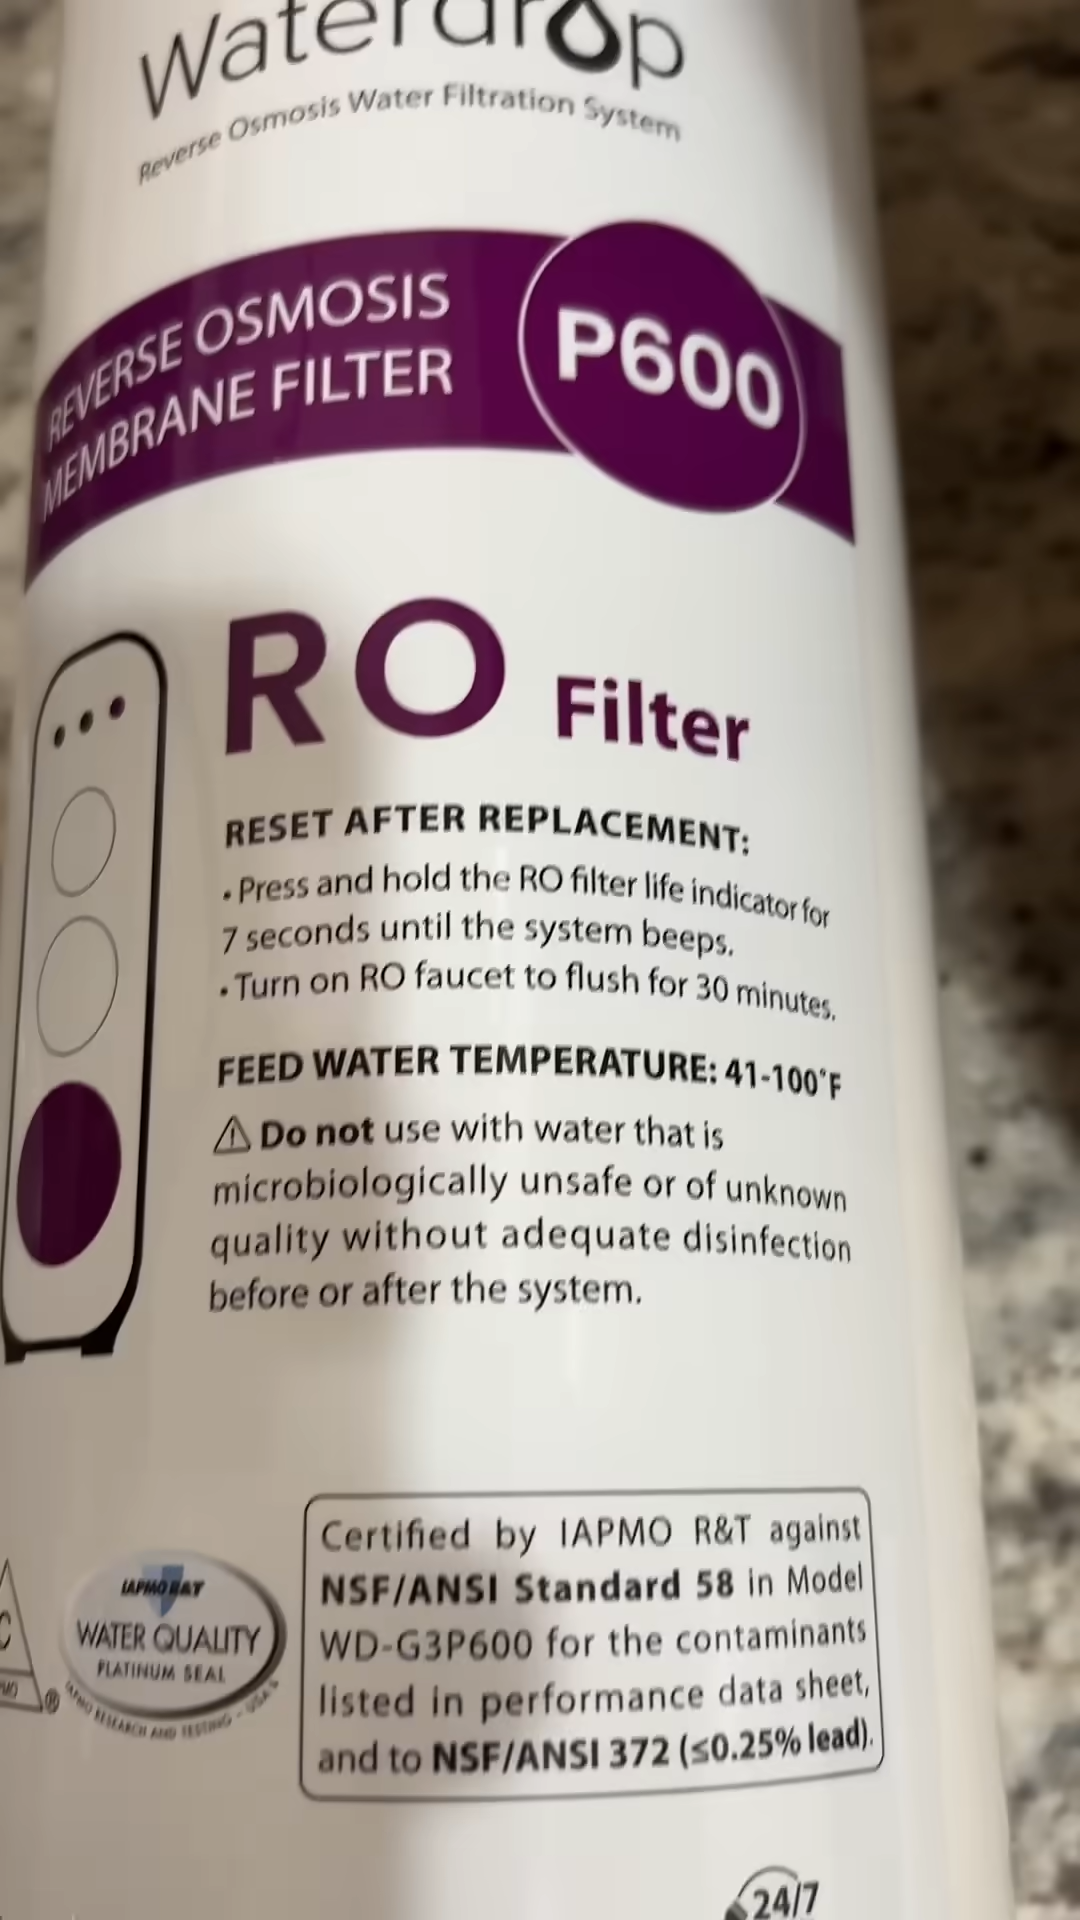 Waterdrop
Reverse Osmosis Water Filtration System
REVERSE OSMOSIS
MEMBRANE FILTER
P600
RO Filter
RESET AFTER REPLACEMENT:
• Press and hold the RO filter life indicator for
7 seconds until the system beeps.
• Turn on RO faucet to flush for 30 minutes.
FEED WATER TEMPERATURE: 41-100°F
⚠ Do not use with water that is
microbiologically unsafe or of unknown
quality without adequate disinfection
before or after the system.
Certified by IAPMO R&T against
NSF/ANSI Standard 58 in Model
WD-G3P600 for the contaminants
listed in performance data sheet,
and to NSF/ANSI 372 (≤0.25% lead).
C
®
IAPMO R&T
WATER QUALITY
PLATINUM SEAL
IAPMO RESEARCH AND TESTING - USA
24/7